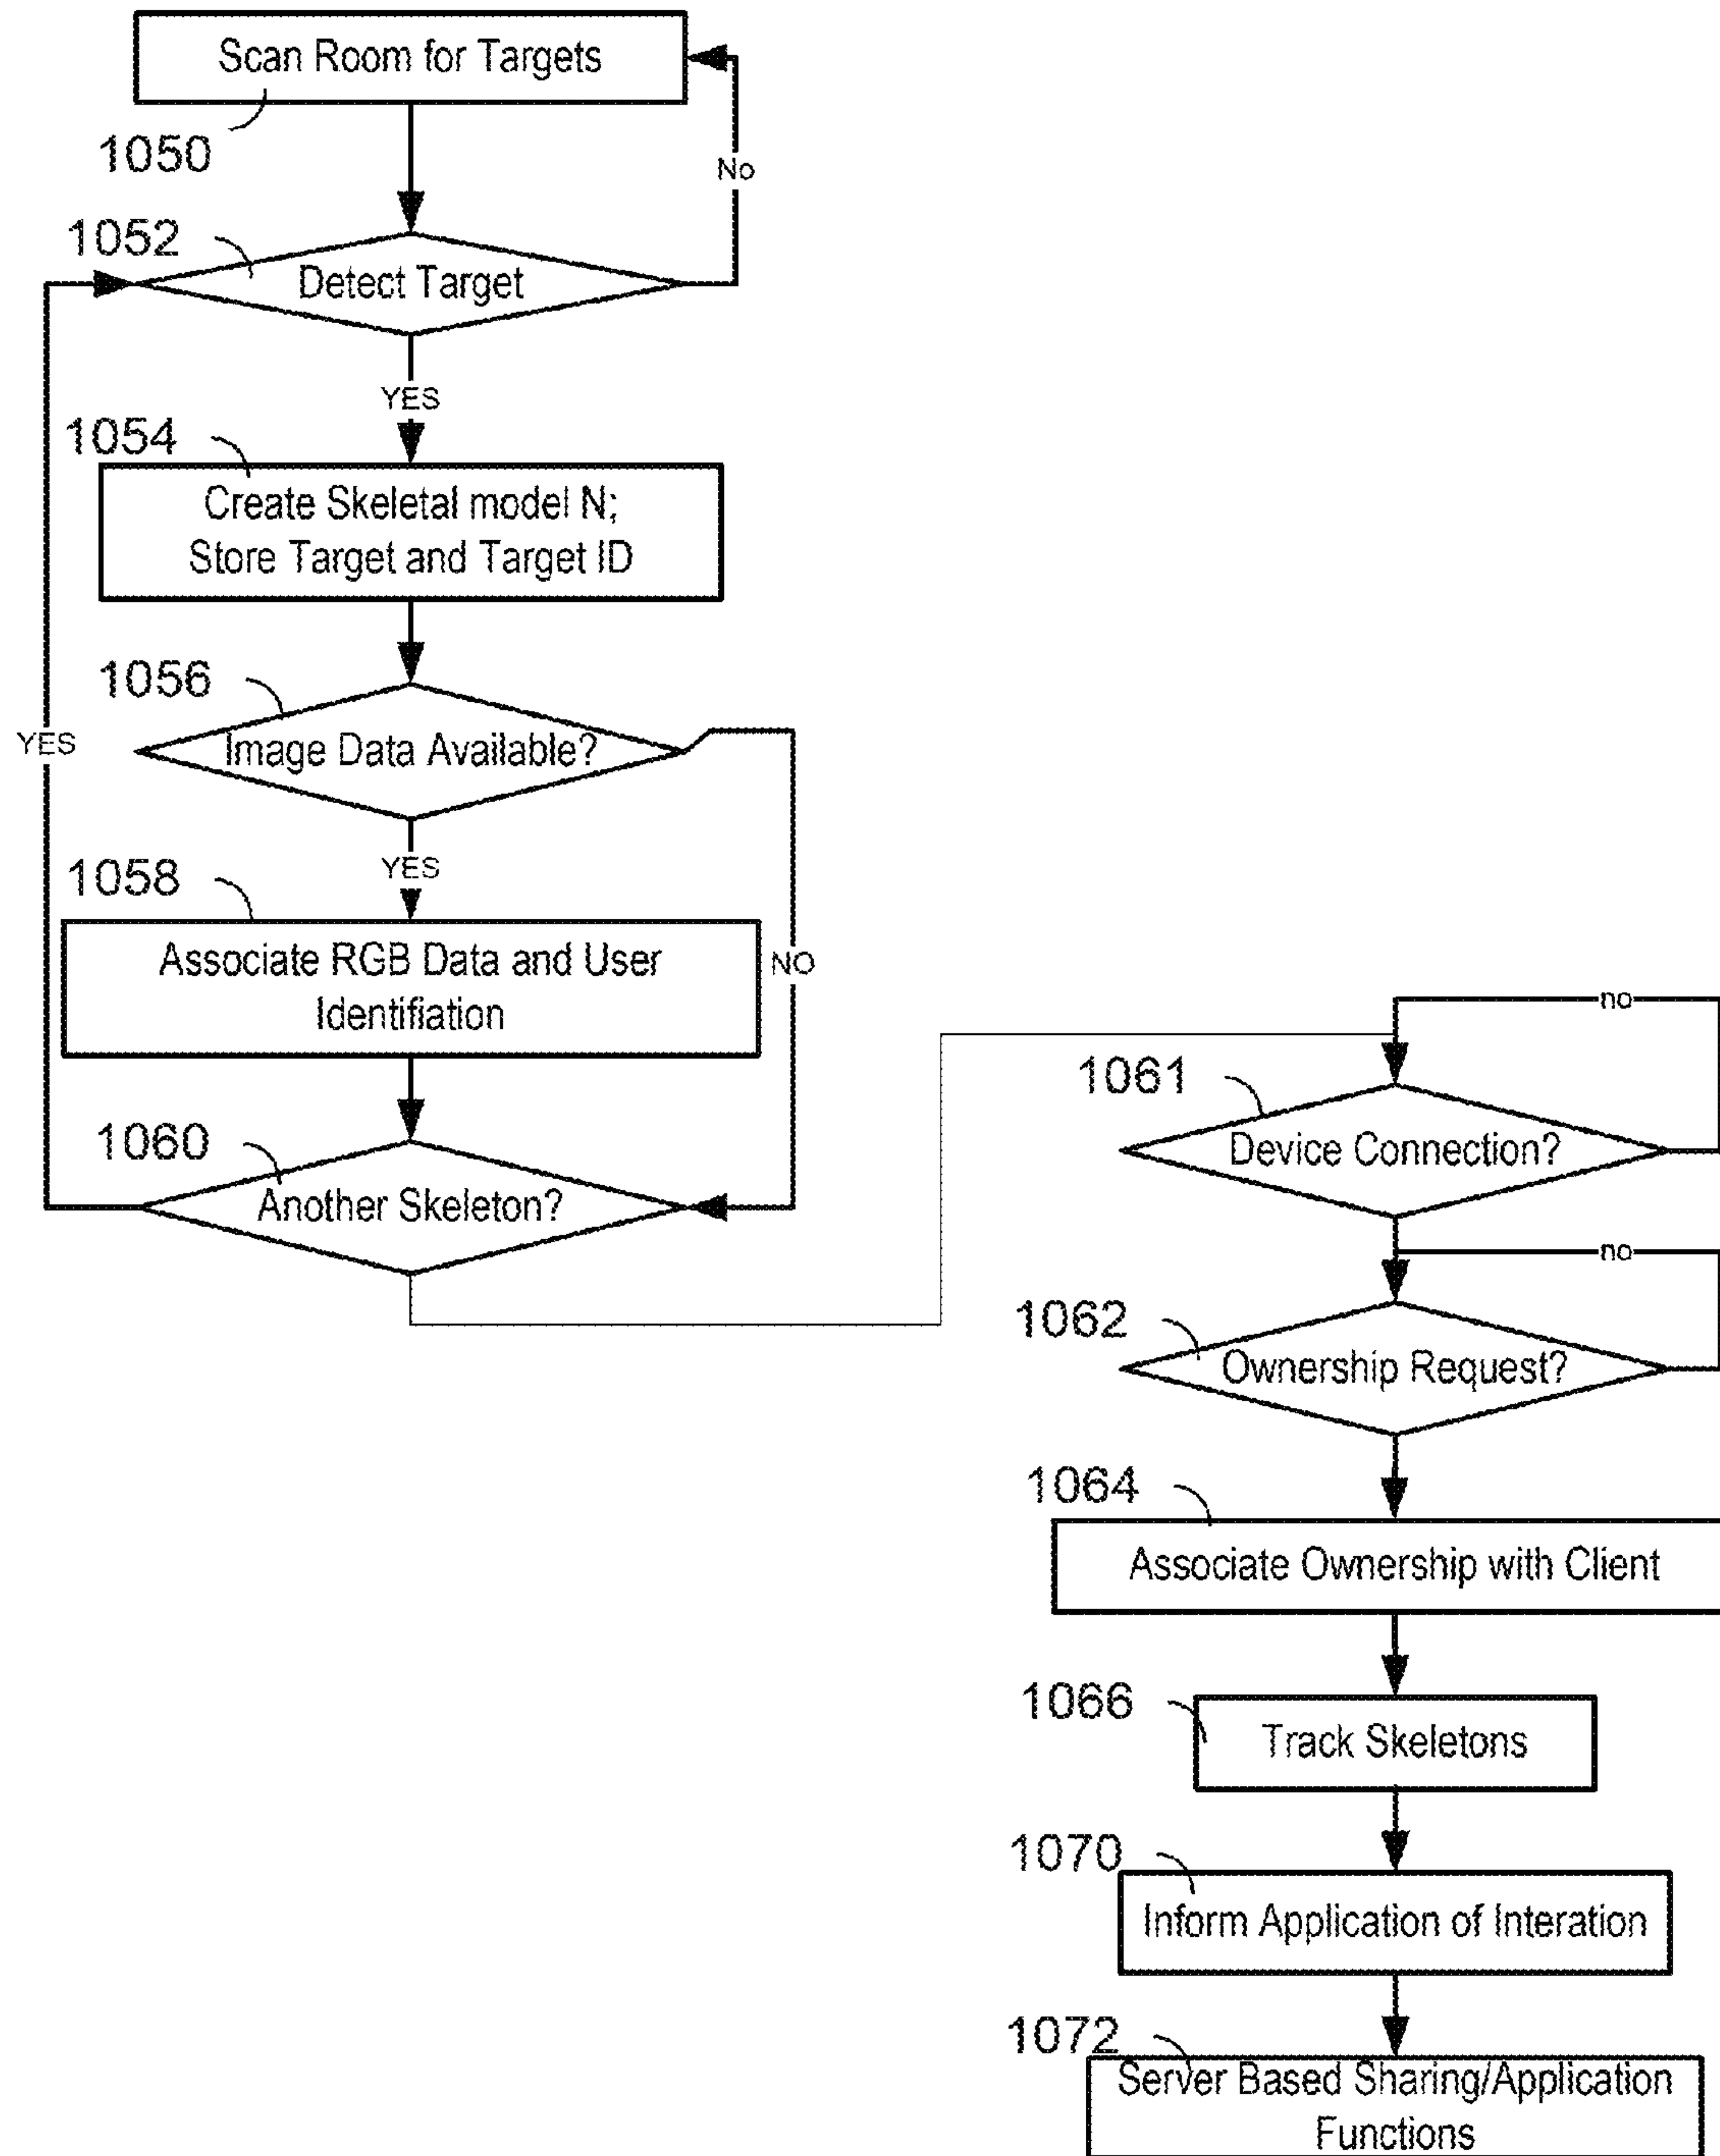 Scan Room for Targets
1050
No
1052
Detect Target
YES
1054
Create Skeletal model N;
Store Target and Target ID
1056
Image Data Available?
YES
YES
1058
Associate RGB Data and User
Identifiation
NO
1060
Another Skeleton?
no
1061
Device Connection?
no
1062
Ownership Request?
1064
Associate Ownership with Client
1066
Track Skeletons
1070
Inform Application of Interation
1072
Server Based Sharing/Application
Functions